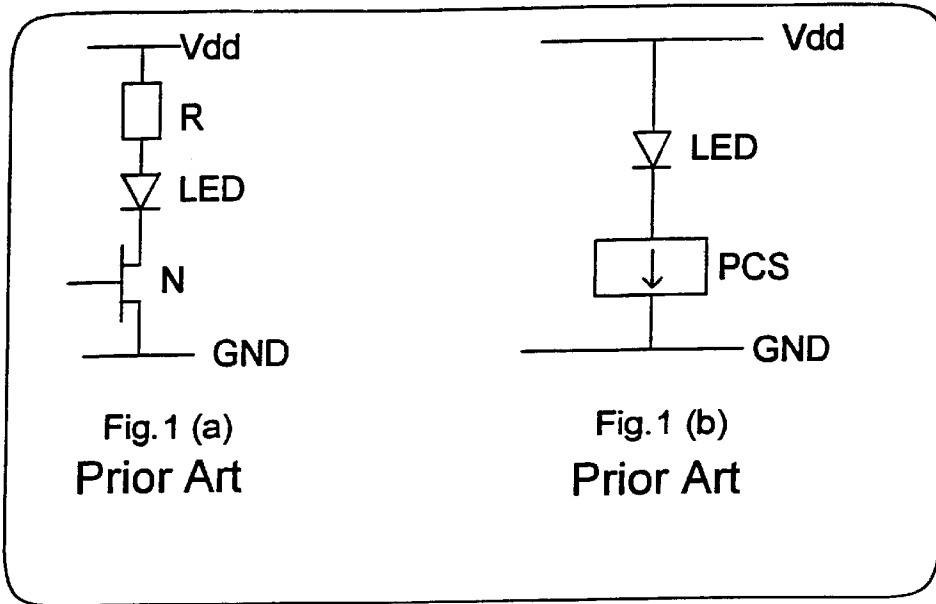 Vdd
R
LED
N
GND
Fig.1 (a)
Prior Art
Vdd
LED
PCS
GND
Fig.1 (b)
Prior Art